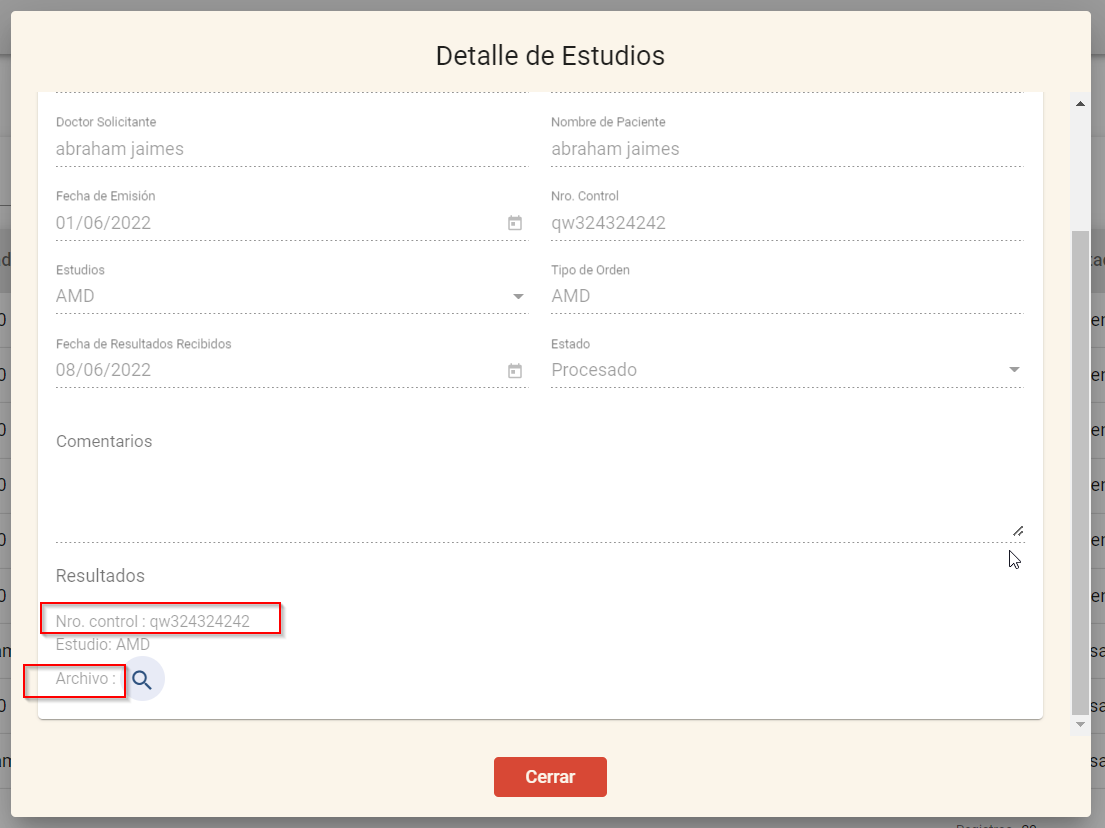 Detalle de Estudios
Doctor Solicitante
Nombre de Paciente
abraham jaimes
abraham jaimes
Fecha de Emisión
Nro. Control
01/06/2022
qw324324242
Estudios
Tipo de Orden
AMD
AMD
Fecha de Resultados Recibidos
Estado
08/06/2022
Procesado
Comentarios
Resultados
Nro. control : qw324324242
Estudio: AMD
Archivo :
Cerrar